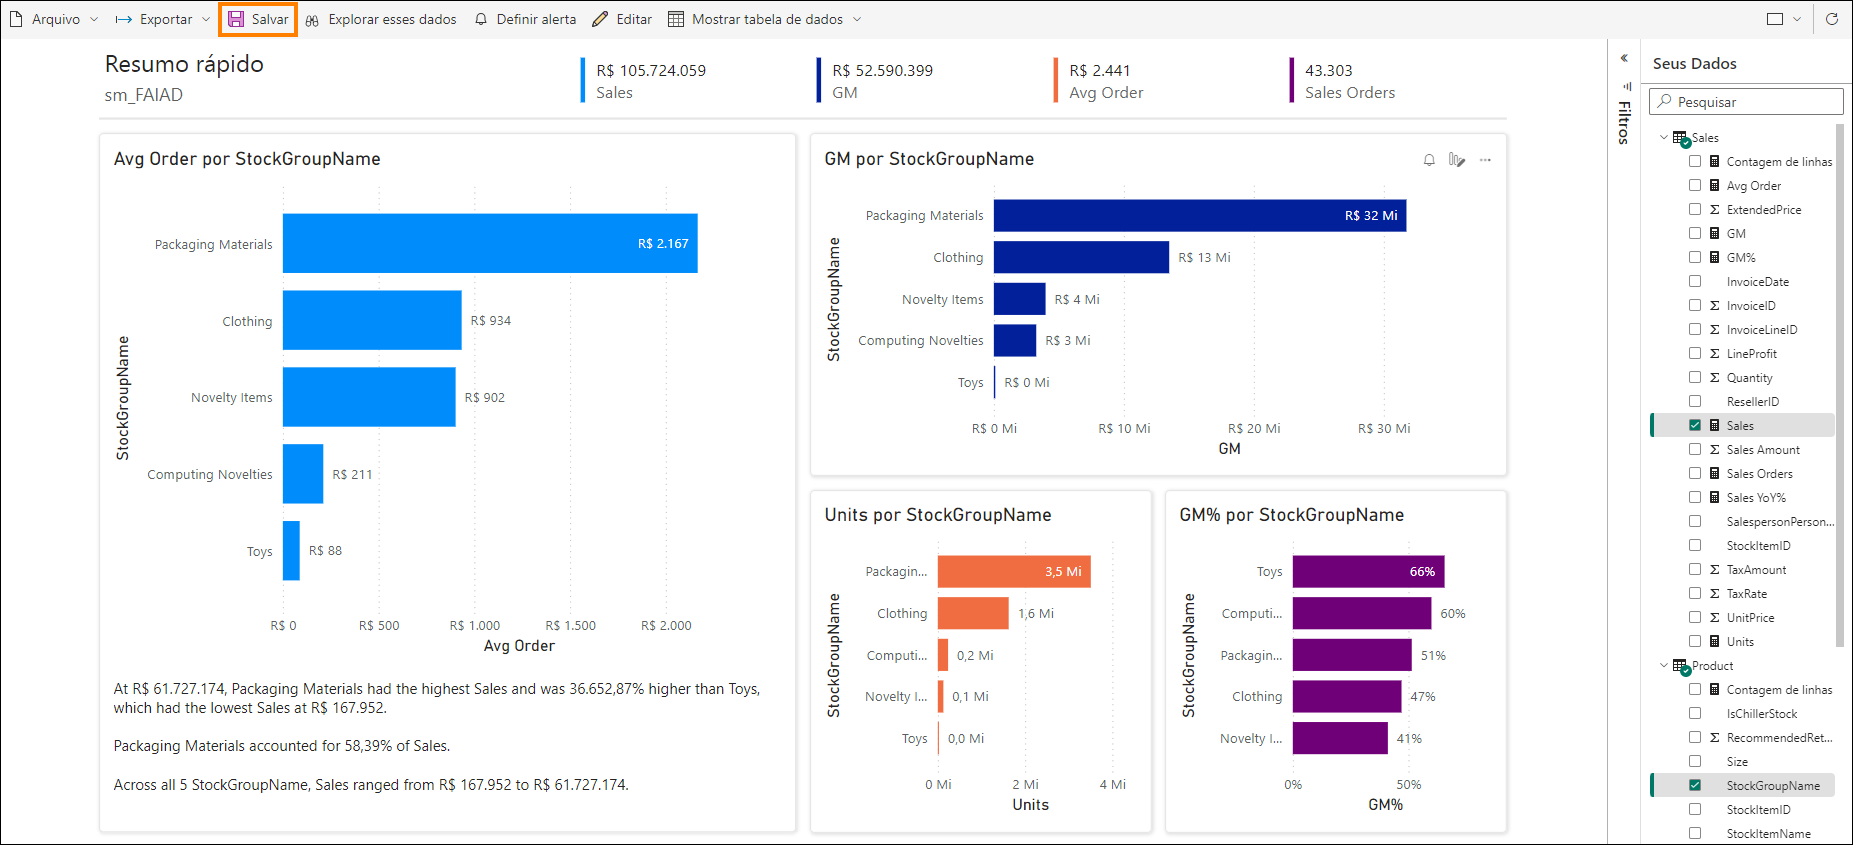 Arquivo
Exportar
Salvar
Explorar esses dados
Definir alerta
Editar
Mostrar tabela de dados
Resumo rápido
sm_FAIAD
R$ 105.724.059
Sales
R$ 52.590.399
GM
R$ 2.441
Avg Order
43.303
Sales Orders
Avg Order por StockGroupName
StockGroupName
Packaging Materials
R$ 2.167
Clothing
R$ 934
Novelty Items
R$ 902
Computing Novelties
R$ 211
Toys
R$ 88
R$ 0
R$ 500
R$ 1.000
R$ 1.500
R$ 2.000
Avg Order
At R$ 61.727.174, Packaging Materials had the highest Sales and was 36.652,87% higher than Toys,
which had the lowest Sales at R$ 167.952.
Packaging Materials accounted for 58,39% of Sales.
Across all 5 StockGroupName, Sales ranged from R$ 167.952 to R$ 61.727.174.
GM por StockGroupName
StockGroupName
Packaging Materials
R$ 32 Mi
Clothing
R$ 13 Mi
Novelty Items
R$ 4 Mi
Computing Novelties
R$ 3 Mi
Toys
R$ 0 Mi
R$ 0 Mi
R$ 10 Mi
R$ 20 Mi
R$ 30 Mi
GM
Units por StockGroupName
StockGroupName
Packagin...
3,5 Mi
Clothing
1,6 Mi
Computi...
0,2 Mi
Novelty I...
0,1 Mi
Toys
0,0 Mi
0 Mi
2 Mi
4 Mi
Units
GM% por StockGroupName
StockGroupName
Toys
66%
Computi...
60%
Packagin...
51%
Clothing
47%
Novelty I...
41%
0%
50%
GM%
Filtros
Seus Dados
Pesquisar
Sales
Contagem de linhas
Avg Order
ExtendedPrice
GM
GM%
InvoiceDate
InvoiceID
InvoiceLineID
LineProfit
Quantity
ResellerID
Sales
Sales Amount
Sales Orders
Sales YoY%
SalespersonPerson...
StockItemID
TaxAmount
TaxRate
UnitPrice
Units
Product
Contagem de linhas
IsChillerStock
RecommendedRet...
Size
StockGroupName
StockItemID
StockItemName